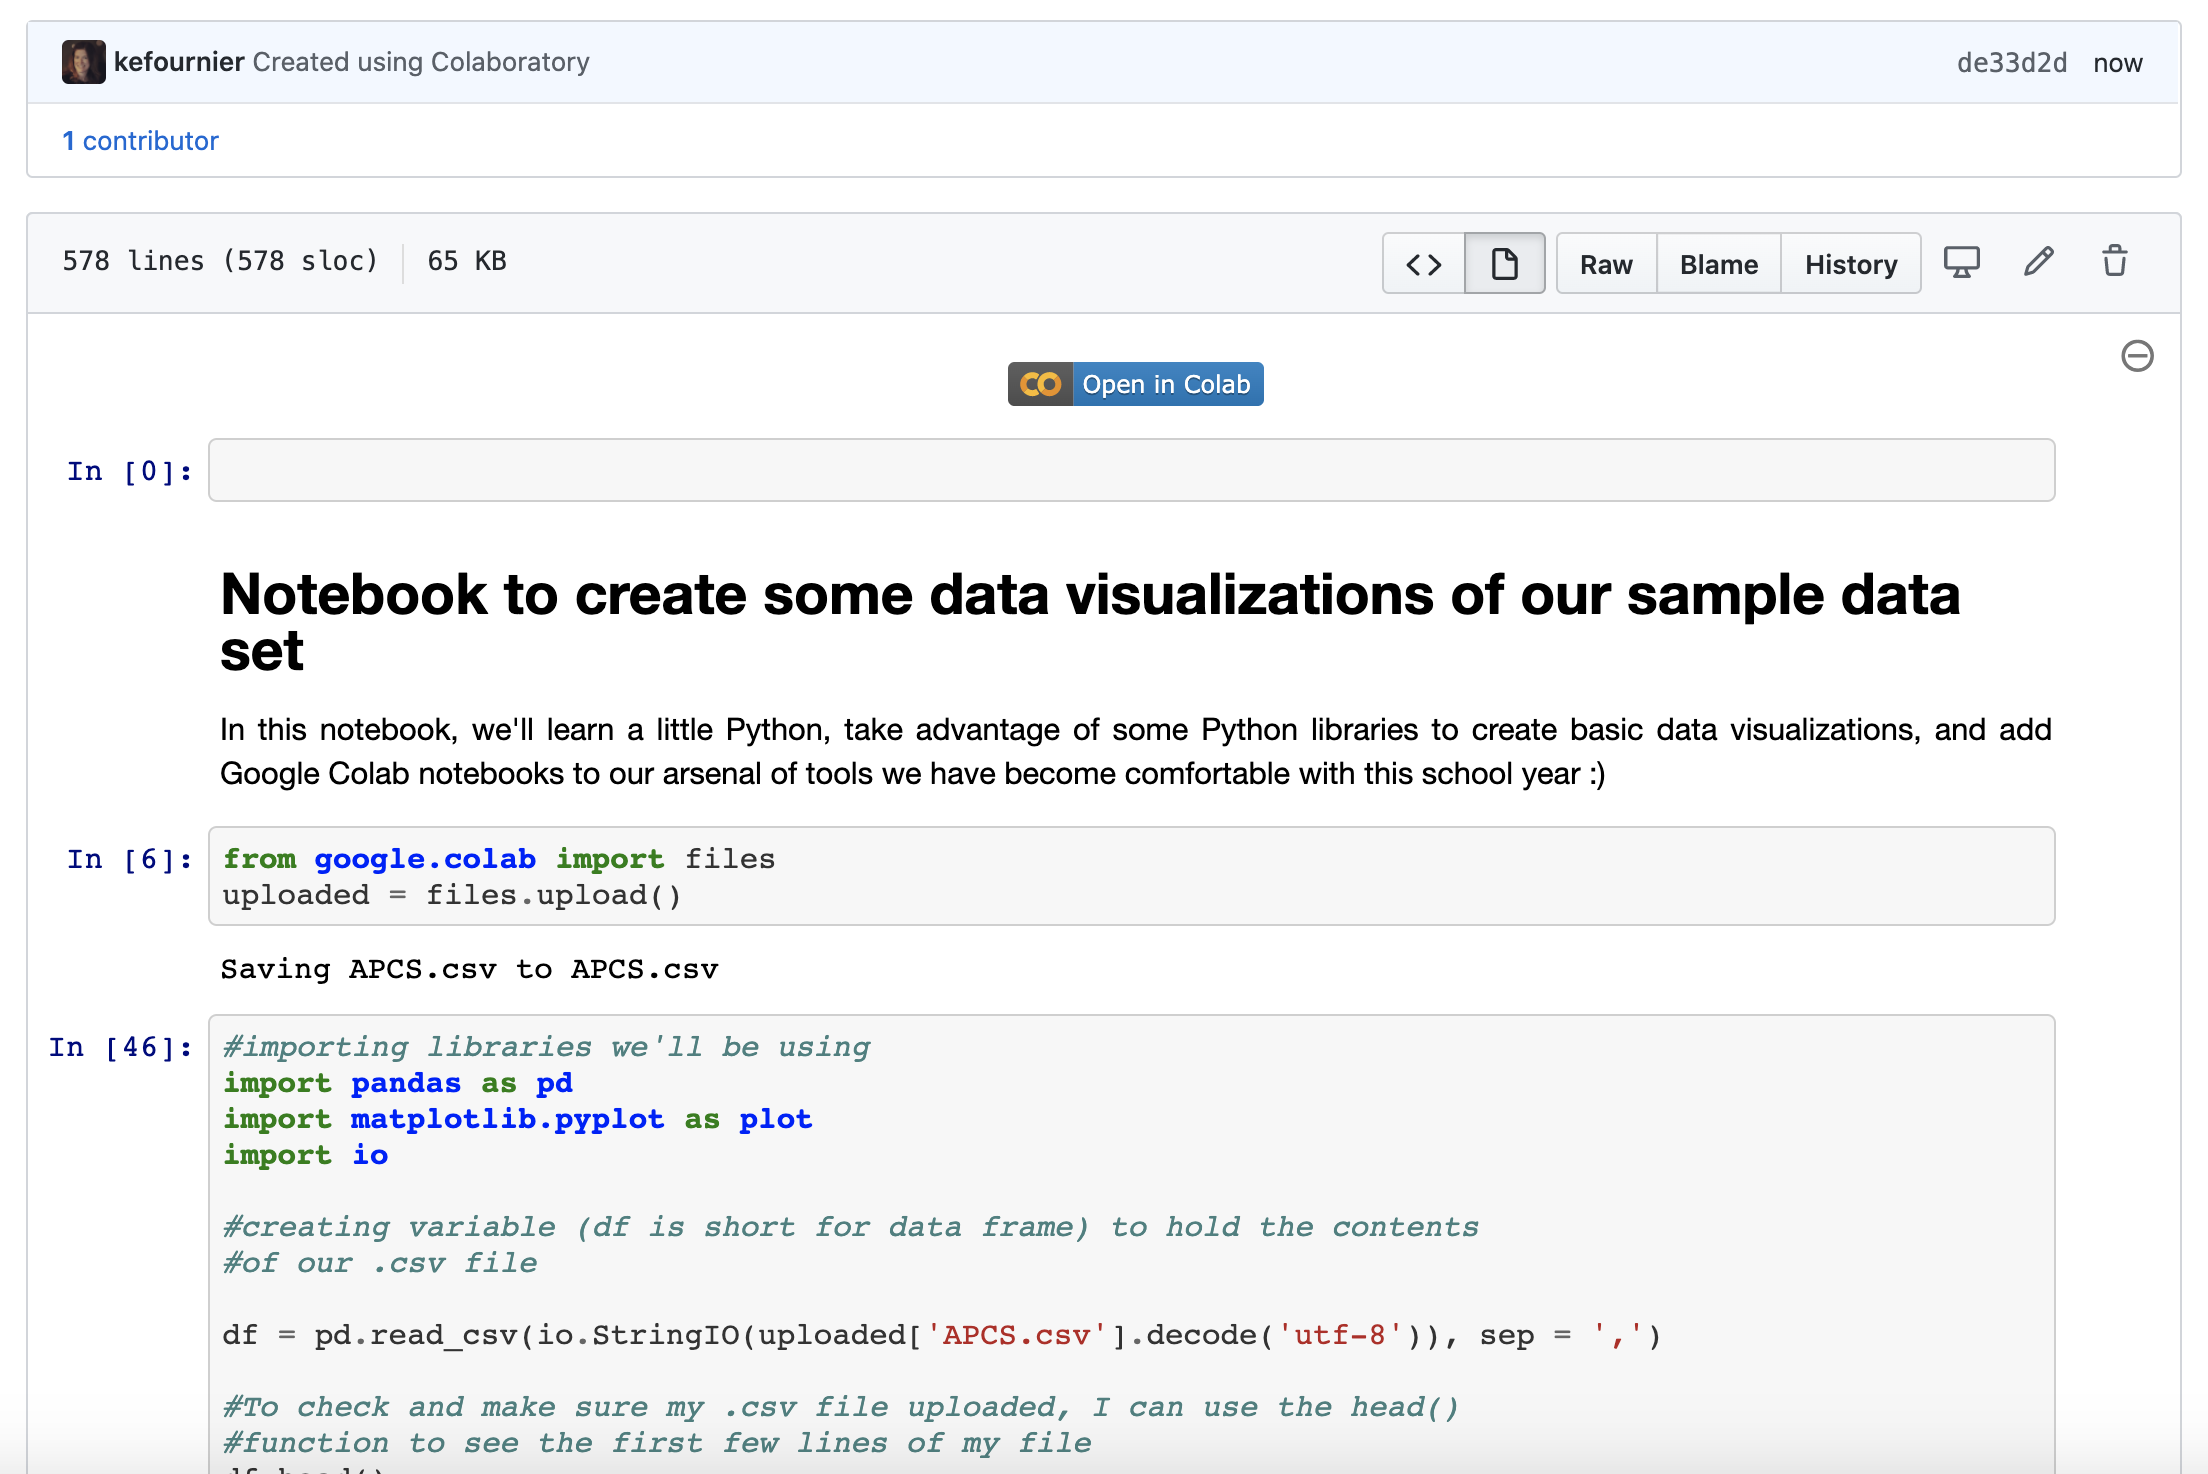 kefournier Created using Colaboratory de33d2d now
1 contributor
578 lines (578 sloc) 65 KB Raw Blame History
Open in Colab
In [0]:
Notebook to create some data visualizations of our sample data
set
In this notebook, we'll learn a little Python, take advantage of some Python libraries to create basic data visualizations, and add
Google Colab notebooks to our arsenal of tools we have become comfortable with this school year :)
In [6]: from google.colab import files
uploaded = files.upload()
Saving APCS.csv to APCS.csv
In [46]: #importing libraries we'll be using
import pandas as pd
import matplotlib.pyplot as plot
import io
#creating variable (df is short for data frame) to hold the contents
#of our .csv file
df = pd.read_csv(io.StringIO(uploaded['APCS.csv'].decode('utf-8')), sep = ',')
#To check and make sure my .csv file uploaded, I can use the head()
#function to see the first few lines of my file
df.head()